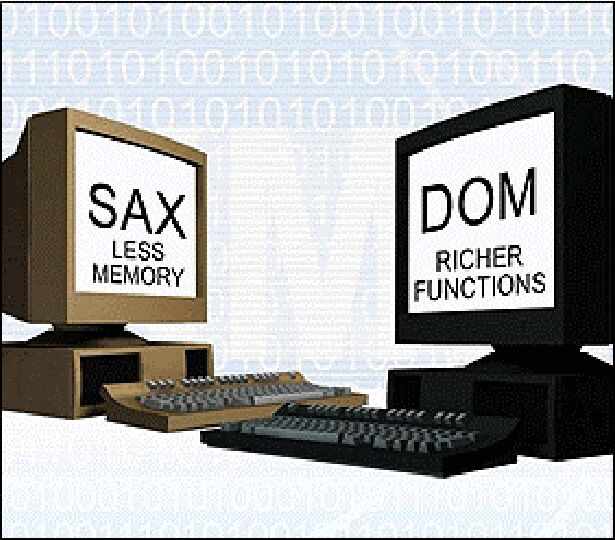 SAX
LESS
MEMORY
DOM
RICHER
FUNCTIONS